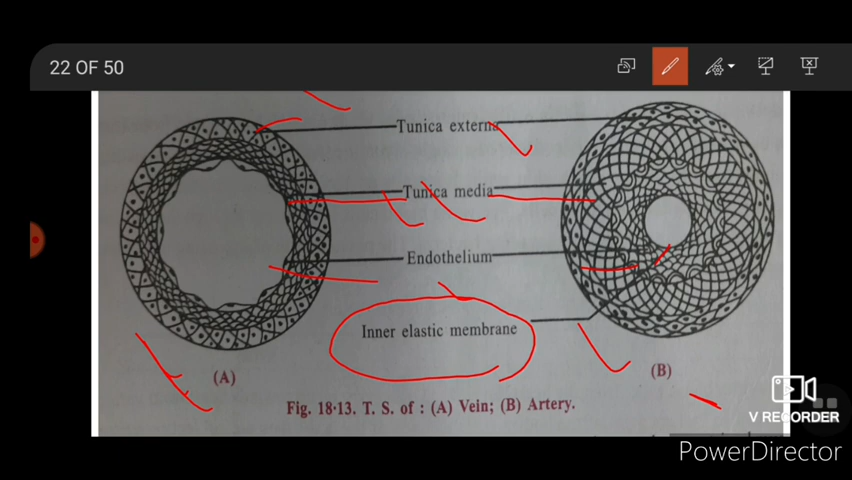 22 OF 50
Tunica externa
Tunica media
Endothelium
Inner elastic membrane
(A)
(B)
Fig. 18·13. T. S. of : (A) Vein; (B) Artery.
V RECORDER
PowerDirector